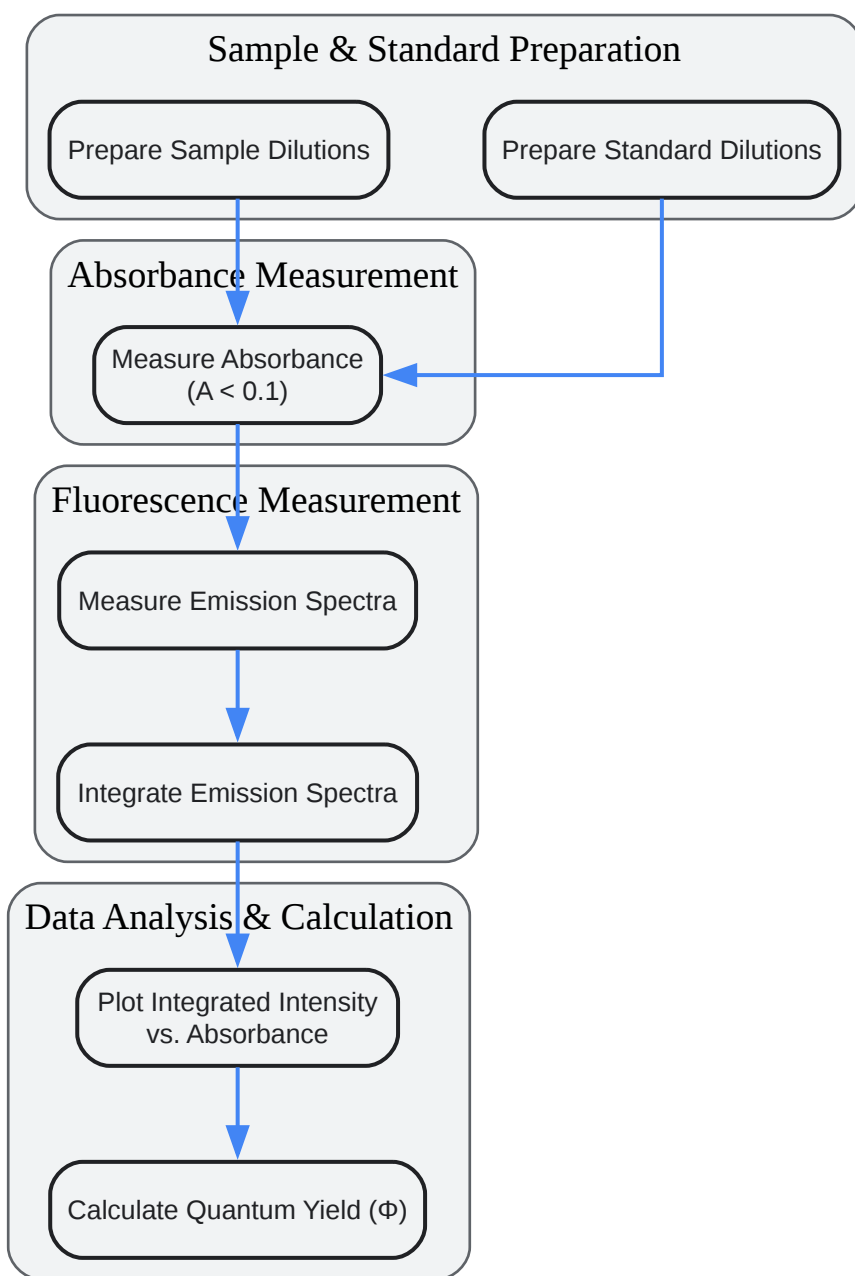 Sample & Standard Preparation
Prepare Sample Dilutions
Prepare Standard Dilutions
Absorbance Measurement
Measure Absorbance
(A < 0.1)
Fluorescence Measurement
Measure Emission Spectra
Integrate Emission Spectra
Data Analysis & Calculation
Plot Integrated Intensity
vs. Absorbance
Calculate Quantum Yield (Φ)